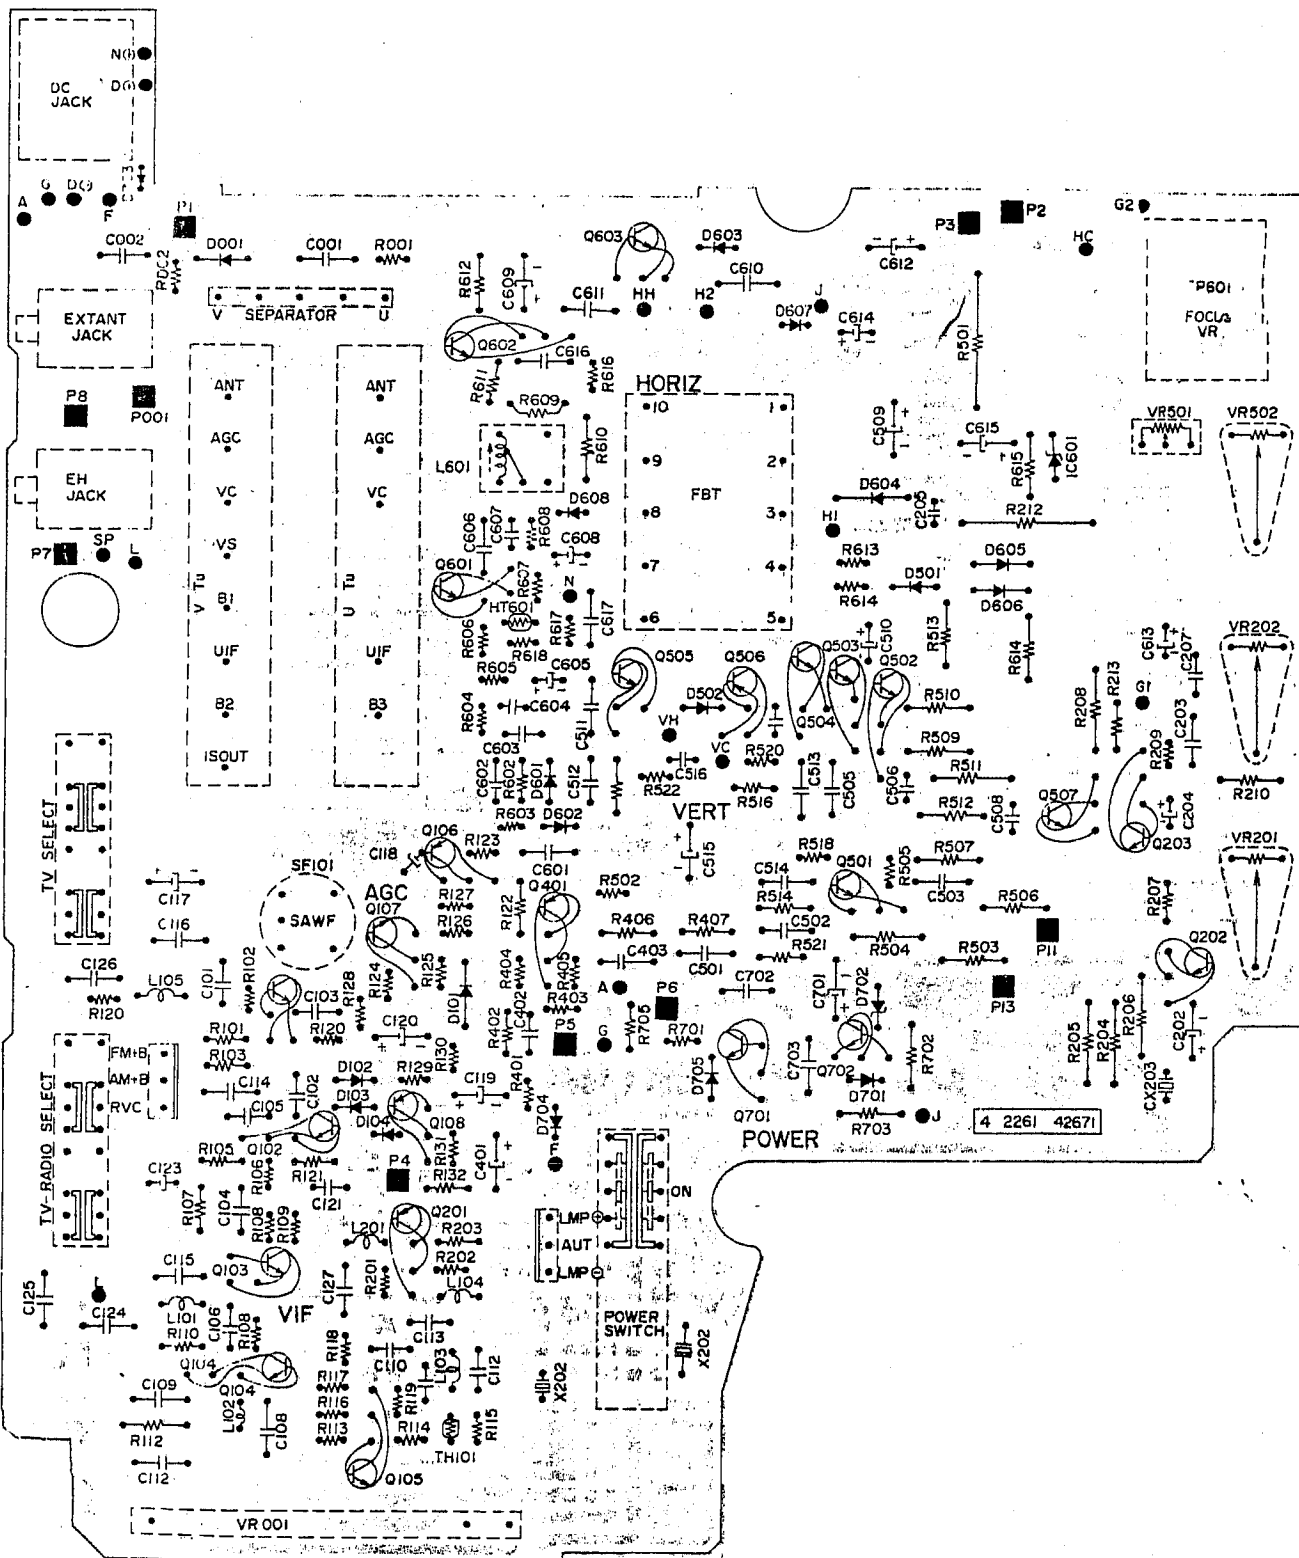 N(-)
D(-)
DC
JACK
A
G
D(+)
F
P1
C002
D001
C001
R001
RDC2
V SEPARATOR U
EXTANT
JACK
P8
P001
EH
JACK
P7
SP
L
ANT
AGC
VC
VS
B1
UIF
B2
ISOUT
V Tu
ANT
AGC
VC
UIF
B3
U Tu
R612
C609
C611
Q603
D603
C610
HH
H2
J
D607
C612
C614
P3
P2
G2
HC
P601
FOCUS
VR
R501
Q602
C616
R611
R616
R609
R610
L601
HORIZ
10
9
8
7
6
1
2
3
4
5
FBT
C509
C615
R615
IC601
VR501
VR502
D604
C205
R212
H1
D608
C606
C607
R608
C608
Q601
R607
N
HT601
R617
C617
R606
R618
R605
C605
R613
R614
D501
D605
D606
C510
R513
R614
C613
C207
VR202
Q505
Q506
Q503
Q502
D502
R604
C604
C511
VH
Q504
R510
R208
R213
G1
R209
C203
C603
C602
R602
D601
C512
C516
VC
R520
R522
R516
C513
C505
C506
R509
R511
R512
C508
Q507
C204
Q203
R210
VERT
R603
D602
C601
C515
TV SELECT
C117
C116
SF101
SAWF
AGC
C118
Q106
R123
R127
R126
Q107
R122
Q401
R502
R406
R407
C403
C501
R518
C514
R514
C502
R521
Q501
R505
R507
C503
R506
R504
R503
P11
P13
R207
Q202
VR201
C126
R120
L105
C101
R102
C103
R128
R124
R125
R120
C120
D101
R404
R405
R403
R402
C402
P5
A
G
P6
R705
R701
C702
C701
D702
R702
R205
R204
R206
C202
CX203
R101
R103
FM+B
AM+B
RVC
C114
C105
C102
D102
D103
D104
R129
R130
C119
R401
D704
D705
Q701
C703
Q702
D701
R703
J
POWER
4 2261 42671
TV-RADIO SELECT
R105
Q102
R106
R121
C121
Q108
R131
R132
C401
F
P4
C123
R107
C104
R108
R109
L201
Q201
R203
R202
L104
R201
C127
ON
LMP⊕
AUT
LMP⊖
POWER
SWITCH
C125
L
C124
C115
Q103
L101
R110
C106
R108
VIF
R118
C113
C110
L103
C112
R119
Q104
Q104
C109
L102
R112
C108
C112
R117
R116
R113
R114
TH101
R115
Q105
X202
X202
VR001